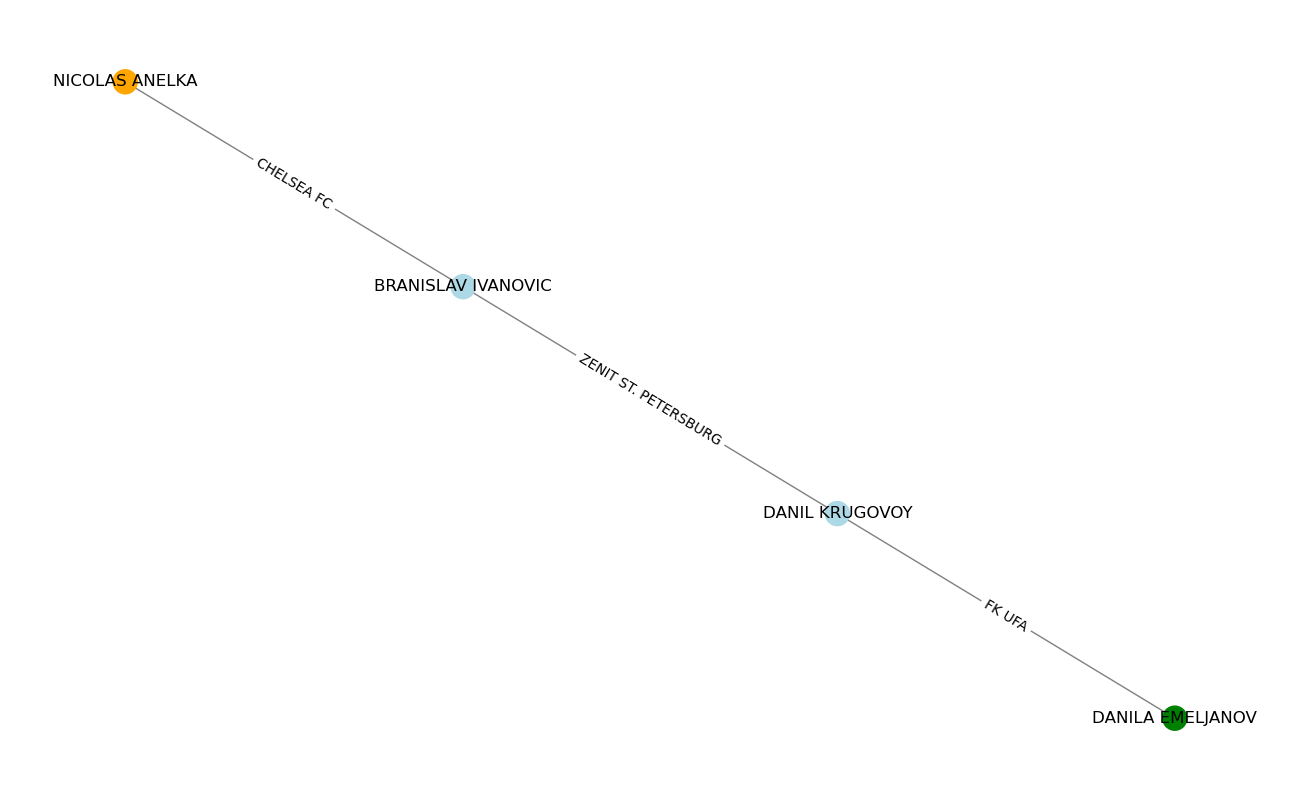 NICOLAS ANELKA
CHELSEA FC
BRANISLAV IVANOVIC
ZENIT ST. PETERSBURG
DANIL KRUGOVOY
FK UFA
DANILA EMELJANOV